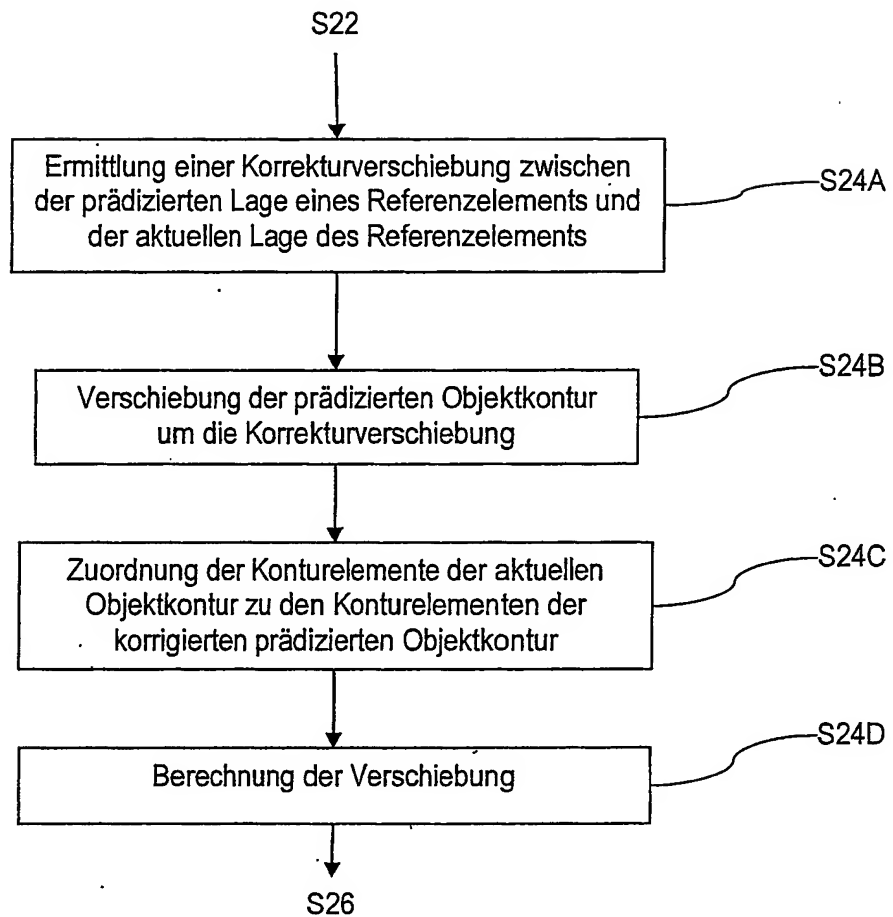 S22
Ermittlung einer Korrekturverschiebung zwischen
der prädizierten Lage eines Referenzelements und
der aktuellen Lage des Referenzelements
S24A
Verschiebung der prädizierten Objektkontur
um die Korrekturverschiebung
S24B
Zuordnung der Konturelemente der aktuellen
Objektkontur zu den Konturelementen der
korrigierten prädizierten Objektkontur
S24C
Berechnung der Verschiebung
S24D
S26